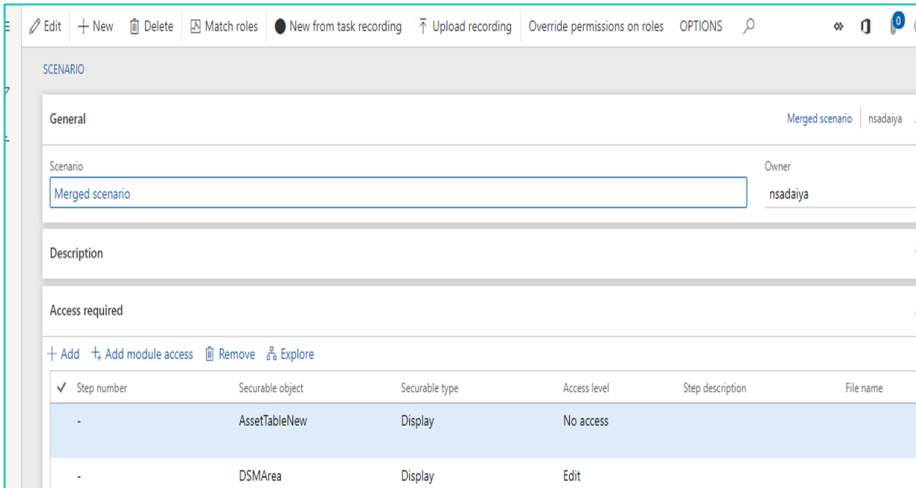 Edit + New Delete Match roles New from task recording Upload recording Override permissions on roles OPTIONS 0
SCENARIO
General Merged scenario nsadaiya
Scenario Owner
Merged scenario nsadaiya
Description
Access required
+ Add Add module access Remove Explore
Step number Securable object Securable type Access level Step description File name
- AssetTableNew Display No access
- DSMArea Display Edit